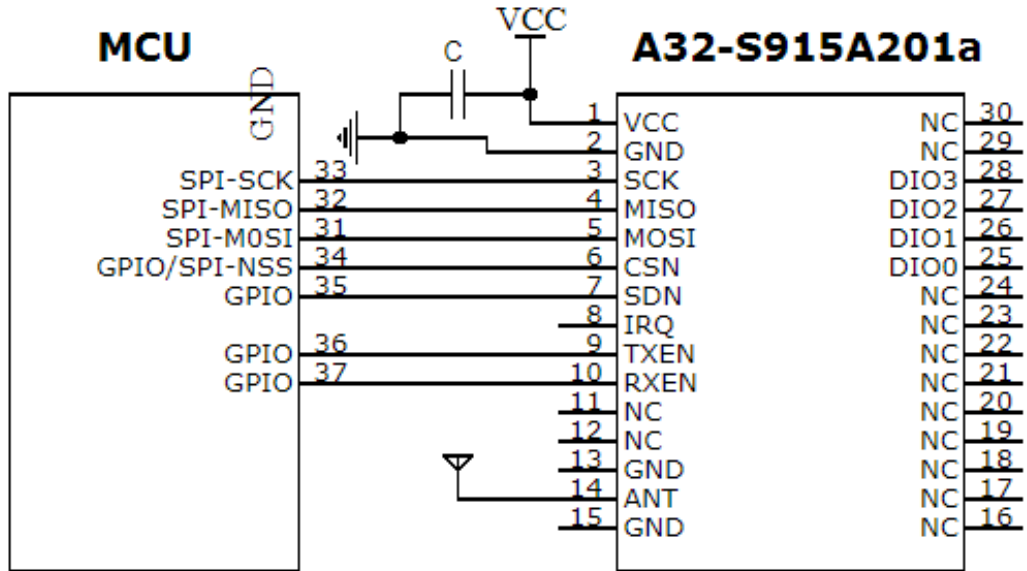 VCC
MCU
C
A32-S915A201a
GND
1 VCC NC 30
2 GND NC 29
SPI-SCK 33 3 SCK DIO3 28
SPI-MISO 32 4 MISO DIO2 27
SPI-M0SI 31 5 MOSI DIO1 26
GPIO/SPI-NSS 34 6 CSN DIO0 25
GPIO 35 7 SDN NC 24
8 IRQ NC 23
GPIO 36 9 TXEN NC 22
GPIO 37 10 RXEN NC 21
11 NC NC 20
12 NC NC 19
13 GND NC 18
14 ANT NC 17
15 GND NC 16